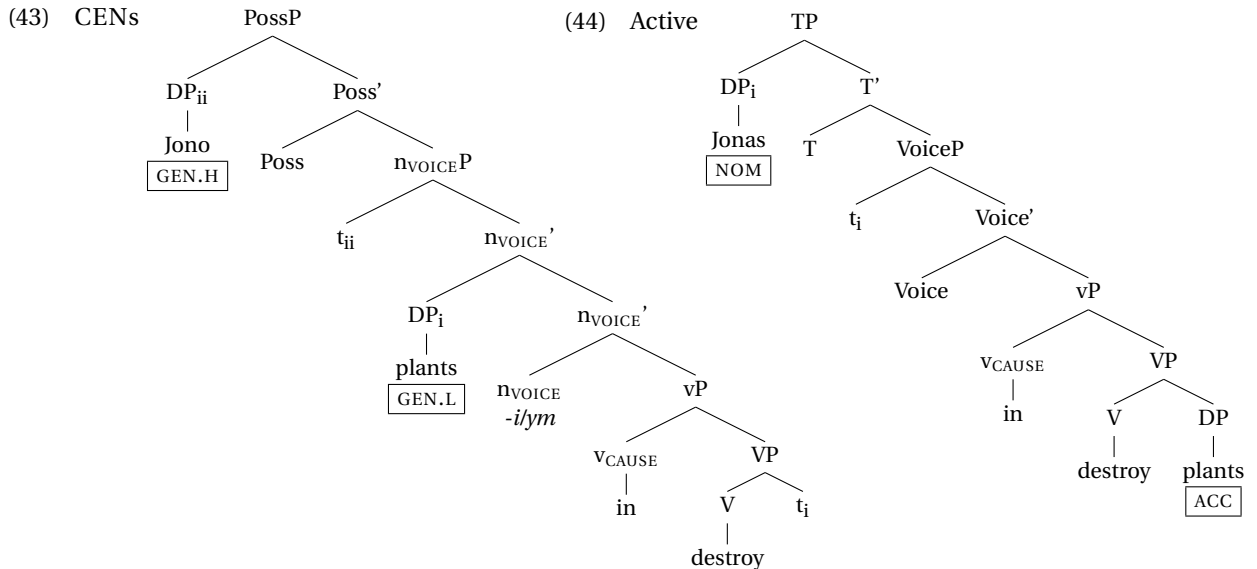 (43) CENs
PossP
DPii
Poss’
Jono
GEN.H
Poss
nVOICEP
tii
nVOICE’
DPi
nVOICE’
plants
GEN.L
nVOICE
-i/ym
vP
vCAUSE
VP
in
V
ti
destroy
(44) Active
TP
DPi
T’
Jonas
NOM
T
VoiceP
ti
Voice’
Voice
vP
vCAUSE
VP
in
V
DP
destroy
plants
ACC